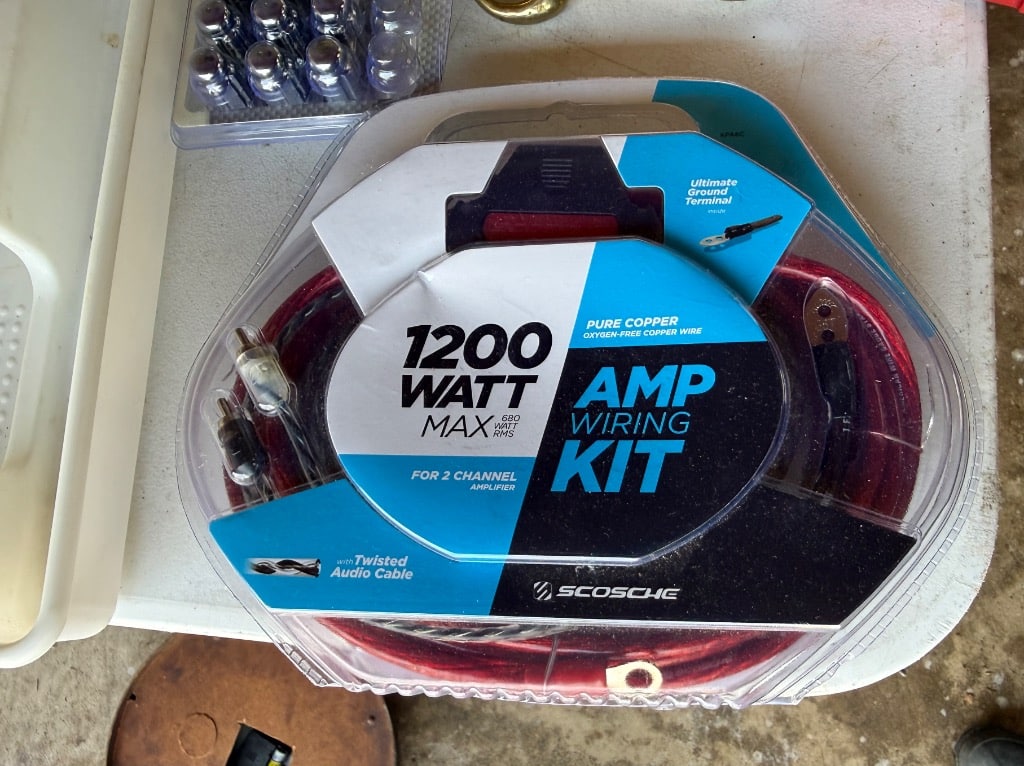 Ultimate
Ground
Terminal
PURE COPPER
OXYGEN-FREE COPPER WIRE
1200
WATT
MAX 680
WATT
RMS
AMP
WIRING
KIT
FOR 2 CHANNEL
AMPLIFIER
with Twisted
Audio Cable
SCOSCHE